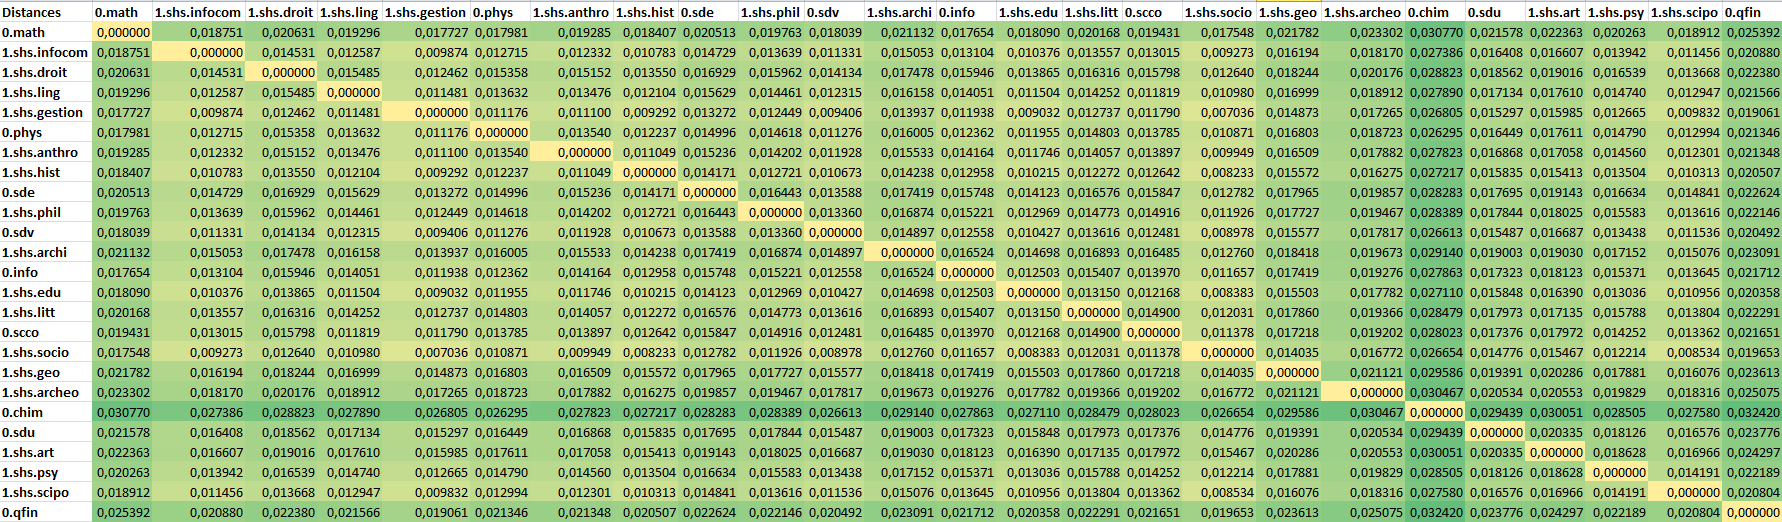 Distances 0.math 1.shs.infocom 1.shs.droit 1.shs.ling 1.shs.gestion 0.phys 1.shs.anthro 1.shs.hist 0.sde 1.shs.phil 0.sdv 1.shs.archi 0.info 1.shs.edu 1.shs.litt 0.scco 1.shs.socio 1.shs.geo 1.shs.archeo 0.chim 0.sdu 1.shs.art 1.shs.psy 1.shs.scipo 0.qfin
0.math 0,000000 0,018751 0,020631 0,019296 0,017727 0,017981 0,019285 0,018407 0,020513 0,019763 0,018039 0,021132 0,017654 0,018090 0,020168 0,019431 0,017548 0,021782 0,023302 0,030770 0,021578 0,022363 0,020263 0,018912 0,025392
1.shs.infocom 0,018751 0,000000 0,014531 0,012587 0,009874 0,012715 0,012332 0,010783 0,014729 0,013639 0,011331 0,015053 0,013104 0,010376 0,013557 0,013015 0,009273 0,016194 0,018170 0,027386 0,016408 0,016607 0,013942 0,011456 0,020880
1.shs.droit 0,020631 0,014531 0,000000 0,015485 0,012462 0,015358 0,015152 0,013550 0,016929 0,015962 0,014134 0,017478 0,015946 0,013865 0,016316 0,015798 0,012640 0,018244 0,020176 0,028823 0,018562 0,019016 0,016539 0,013668 0,022380
1.shs.ling 0,019296 0,012587 0,015485 0,000000 0,011481 0,013632 0,013476 0,012104 0,015629 0,014461 0,012315 0,016158 0,014051 0,011504 0,014252 0,011819 0,010980 0,016999 0,018912 0,027890 0,017134 0,017610 0,014740 0,012947 0,021566
1.shs.gestion 0,017727 0,009874 0,012462 0,011481 0,000000 0,011176 0,011100 0,009292 0,013272 0,012449 0,009406 0,013937 0,011938 0,009032 0,012737 0,011790 0,007036 0,014873 0,017265 0,026805 0,015297 0,015985 0,012665 0,009832 0,019061
0.phys 0,017981 0,012715 0,015358 0,013632 0,011176 0,000000 0,013540 0,012237 0,014996 0,014618 0,011276 0,016005 0,012362 0,011955 0,014803 0,013785 0,010871 0,016803 0,018723 0,026295 0,016449 0,017611 0,014790 0,012994 0,021346
1.shs.anthro 0,019285 0,012332 0,015152 0,013476 0,011100 0,013540 0,000000 0,011049 0,015236 0,014202 0,011928 0,015533 0,014164 0,011746 0,014057 0,013897 0,009949 0,016509 0,017882 0,027823 0,016868 0,017058 0,014560 0,012301 0,021348
1.shs.hist 0,018407 0,010783 0,013550 0,012104 0,009292 0,012237 0,011049 0,000000 0,014171 0,012721 0,010673 0,014238 0,012958 0,010215 0,012272 0,012642 0,008233 0,015572 0,016275 0,027217 0,015835 0,015413 0,013504 0,010313 0,020507
0.sde 0,020513 0,014729 0,016929 0,015629 0,013272 0,014996 0,015236 0,014171 0,000000 0,016443 0,013588 0,017419 0,015748 0,014123 0,016576 0,015847 0,012782 0,017965 0,019857 0,028283 0,017695 0,019143 0,016634 0,014841 0,022624
1.shs.phil 0,019763 0,013639 0,015962 0,014461 0,012449 0,014618 0,014202 0,012721 0,016443 0,000000 0,013360 0,016874 0,015221 0,012969 0,014773 0,014916 0,011926 0,017727 0,019467 0,028389 0,017844 0,018025 0,015583 0,013616 0,022146
0.sdv 0,018039 0,011331 0,014134 0,012315 0,009406 0,011276 0,011928 0,010673 0,013588 0,013360 0,000000 0,014897 0,012558 0,010427 0,013616 0,012481 0,008978 0,015577 0,017817 0,026613 0,015487 0,016687 0,013438 0,011536 0,020492
1.shs.archi 0,021132 0,015053 0,017478 0,016158 0,013937 0,016005 0,015533 0,014238 0,017419 0,016874 0,014897 0,000000 0,016524 0,014698 0,016893 0,016485 0,012760 0,018418 0,019673 0,029140 0,019003 0,019030 0,017152 0,015076 0,023091
0.info 0,017654 0,013104 0,015946 0,014051 0,011938 0,012362 0,014164 0,012958 0,015748 0,015221 0,012558 0,016524 0,000000 0,012503 0,015407 0,013970 0,011657 0,017419 0,019276 0,027863 0,017323 0,018123 0,015371 0,013645 0,021712
1.shs.edu 0,018090 0,010376 0,013865 0,011504 0,009032 0,011955 0,011746 0,010215 0,014123 0,012969 0,010427 0,014698 0,012503 0,000000 0,013150 0,012168 0,008383 0,015503 0,017782 0,027110 0,015848 0,016390 0,013036 0,010956 0,020358
1.shs.litt 0,020168 0,013557 0,016316 0,014252 0,012737 0,014803 0,014057 0,012272 0,016576 0,014773 0,013616 0,016893 0,015407 0,013150 0,000000 0,014900 0,012031 0,017860 0,019366 0,028479 0,017973 0,017135 0,015788 0,013804 0,022291
0.scco 0,019431 0,013015 0,015798 0,011819 0,011790 0,013785 0,013897 0,012642 0,015847 0,014916 0,012481 0,016485 0,013970 0,012168 0,014900 0,000000 0,011378 0,017218 0,019202 0,028023 0,017376 0,017972 0,014252 0,013362 0,021651
1.shs.socio 0,017548 0,009273 0,012640 0,010980 0,007036 0,010871 0,009949 0,008233 0,012782 0,011926 0,008978 0,012760 0,011657 0,008383 0,012031 0,011378 0,000000 0,014035 0,016772 0,026654 0,014776 0,015467 0,012214 0,008534 0,019653
1.shs.geo 0,021782 0,016194 0,018244 0,016999 0,014873 0,016803 0,016509 0,015572 0,017965 0,017727 0,015577 0,018418 0,017419 0,015503 0,017860 0,017218 0,014035 0,000000 0,021121 0,029586 0,019391 0,020286 0,017881 0,016076 0,023613
1.shs.archeo 0,023302 0,018170 0,020176 0,018912 0,017265 0,018723 0,017882 0,016275 0,019857 0,019467 0,017817 0,019673 0,019276 0,017782 0,019366 0,019202 0,016772 0,021121 0,000000 0,030467 0,020534 0,020553 0,019829 0,018316 0,025075
0.chim 0,030770 0,027386 0,028823 0,027890 0,026805 0,026295 0,027823 0,027217 0,028283 0,028389 0,026613 0,029140 0,027863 0,027110 0,028479 0,028023 0,026654 0,029586 0,030467 0,000000 0,029439 0,030051 0,028505 0,027580 0,032420
0.sdu 0,021578 0,016408 0,018562 0,017134 0,015297 0,016449 0,016868 0,015835 0,017695 0,017844 0,015487 0,019003 0,017323 0,015848 0,017973 0,017376 0,014776 0,019391 0,020534 0,029439 0,000000 0,020335 0,018126 0,016576 0,023776
1.shs.art 0,022363 0,016607 0,019016 0,017610 0,015985 0,017611 0,017058 0,015413 0,019143 0,018025 0,016687 0,019030 0,018123 0,016390 0,017135 0,017972 0,015467 0,020286 0,020553 0,030051 0,020335 0,000000 0,018628 0,016966 0,024297
1.shs.psy 0,020263 0,013942 0,016539 0,014740 0,012665 0,014790 0,014560 0,013504 0,016634 0,015583 0,013438 0,017152 0,015371 0,013036 0,015788 0,014252 0,012214 0,017881 0,019829 0,028505 0,018126 0,018628 0,000000 0,014191 0,022189
1.shs.scipo 0,018912 0,011456 0,013668 0,012947 0,009832 0,012994 0,012301 0,010313 0,014841 0,013616 0,011536 0,015076 0,013645 0,010956 0,013804 0,013362 0,008534 0,016076 0,018316 0,027580 0,016576 0,016966 0,014191 0,000000 0,020804
0.qfin 0,025392 0,020880 0,022380 0,021566 0,019061 0,021346 0,021348 0,020507 0,022624 0,022146 0,020492 0,023091 0,021712 0,020358 0,022291 0,021651 0,019653 0,023613 0,025075 0,032420 0,023776 0,024297 0,022189 0,020804 0,000000